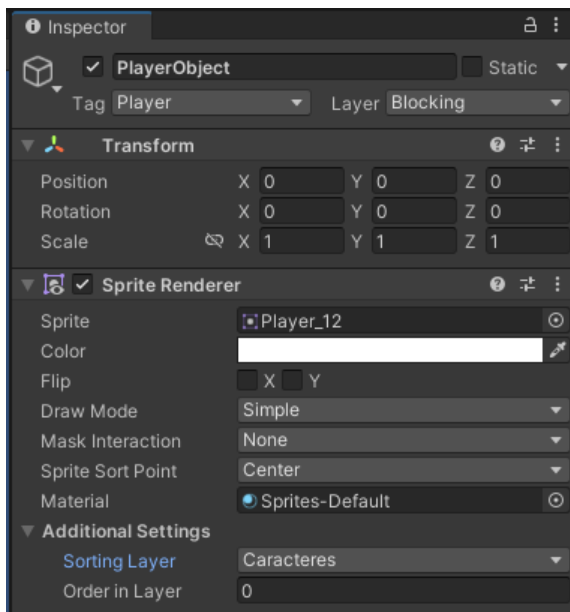 Inspector
PlayerObject Static
Tag Player Layer Blocking
Transform
Position X 0 Y 0 Z 0
Rotation X 0 Y 0 Z 0
Scale X 1 Y 1 Z 1
Sprite Renderer
Sprite Player_12
Color
Flip X Y
Draw Mode Simple
Mask Interaction None
Sprite Sort Point Center
Material Sprites-Default
Additional Settings
Sorting Layer Caracteres
Order in Layer 0